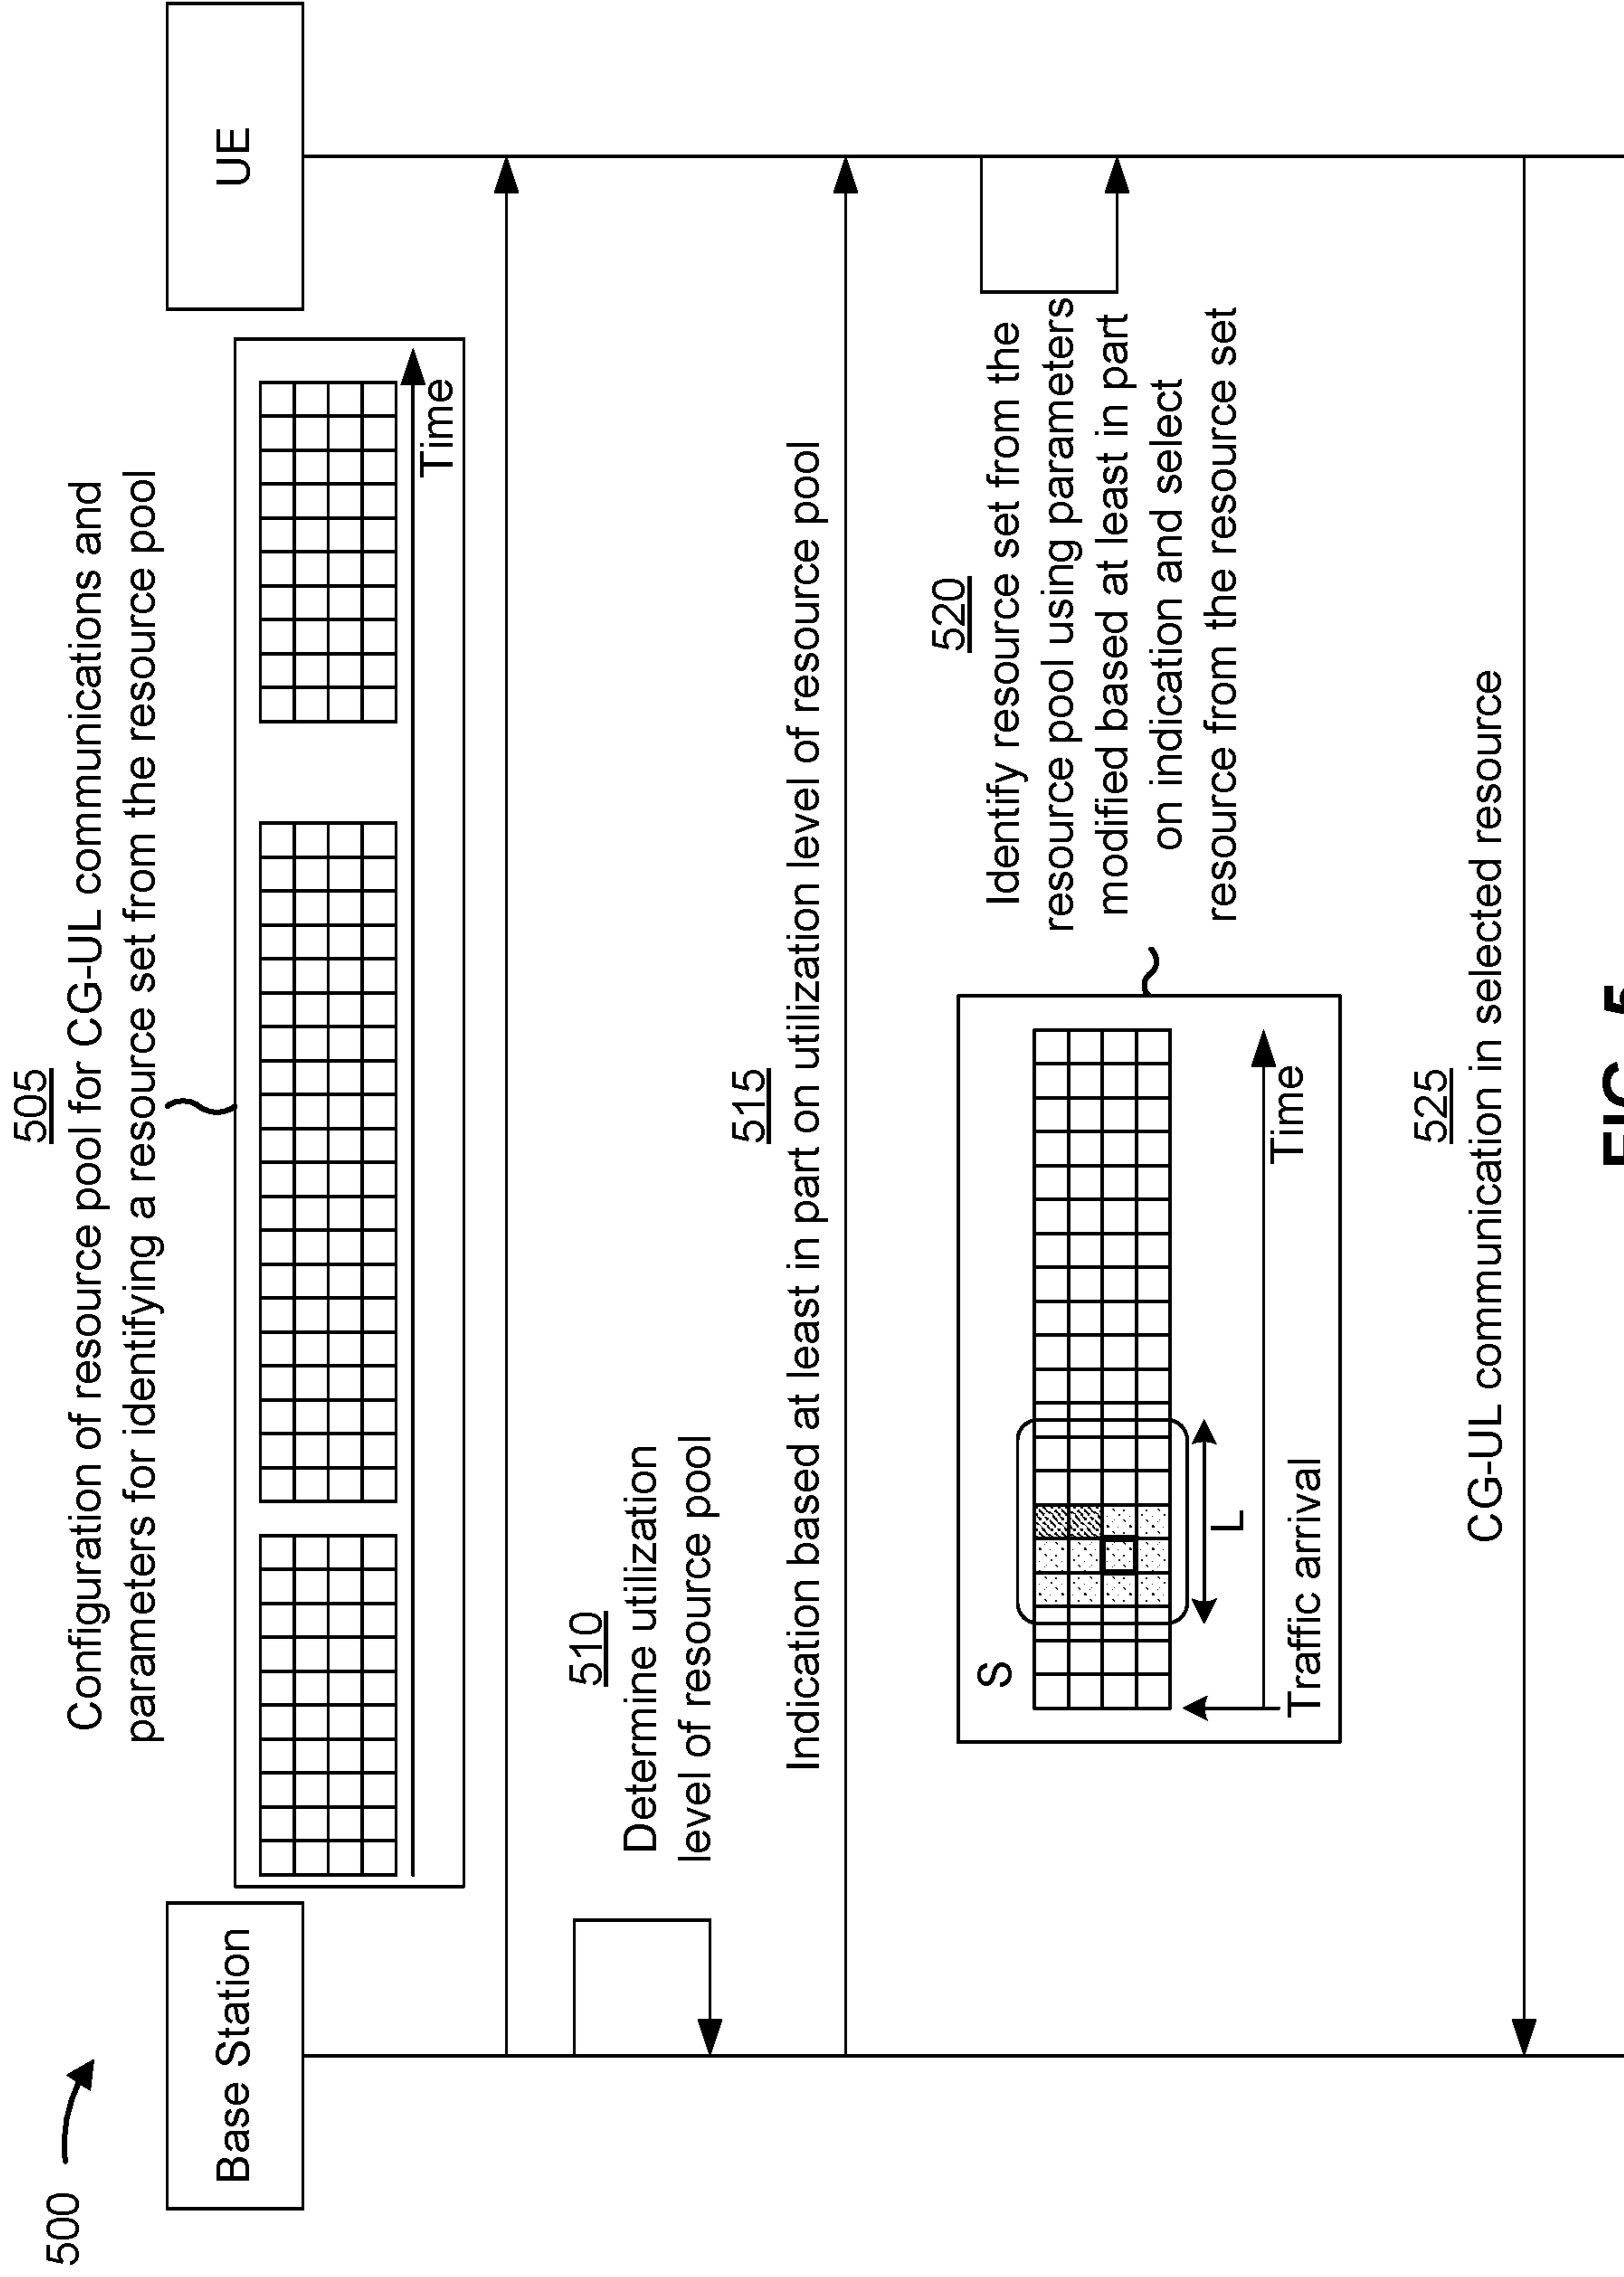 500
Base Station
UE
505
Configuration of resource pool for CG-UL communications and
parameters for identifying a resource set from the resource pool
Time
510
Determine utilization
level of resource pool
515
Indication based at least in part on utilization level of resource pool
520
Identify resource set from the
resource pool using parameters
modified based at least in part
on indication and select
resource from the resource set
S
L
Traffic arrival
Time
525
CG-UL communication in selected resource